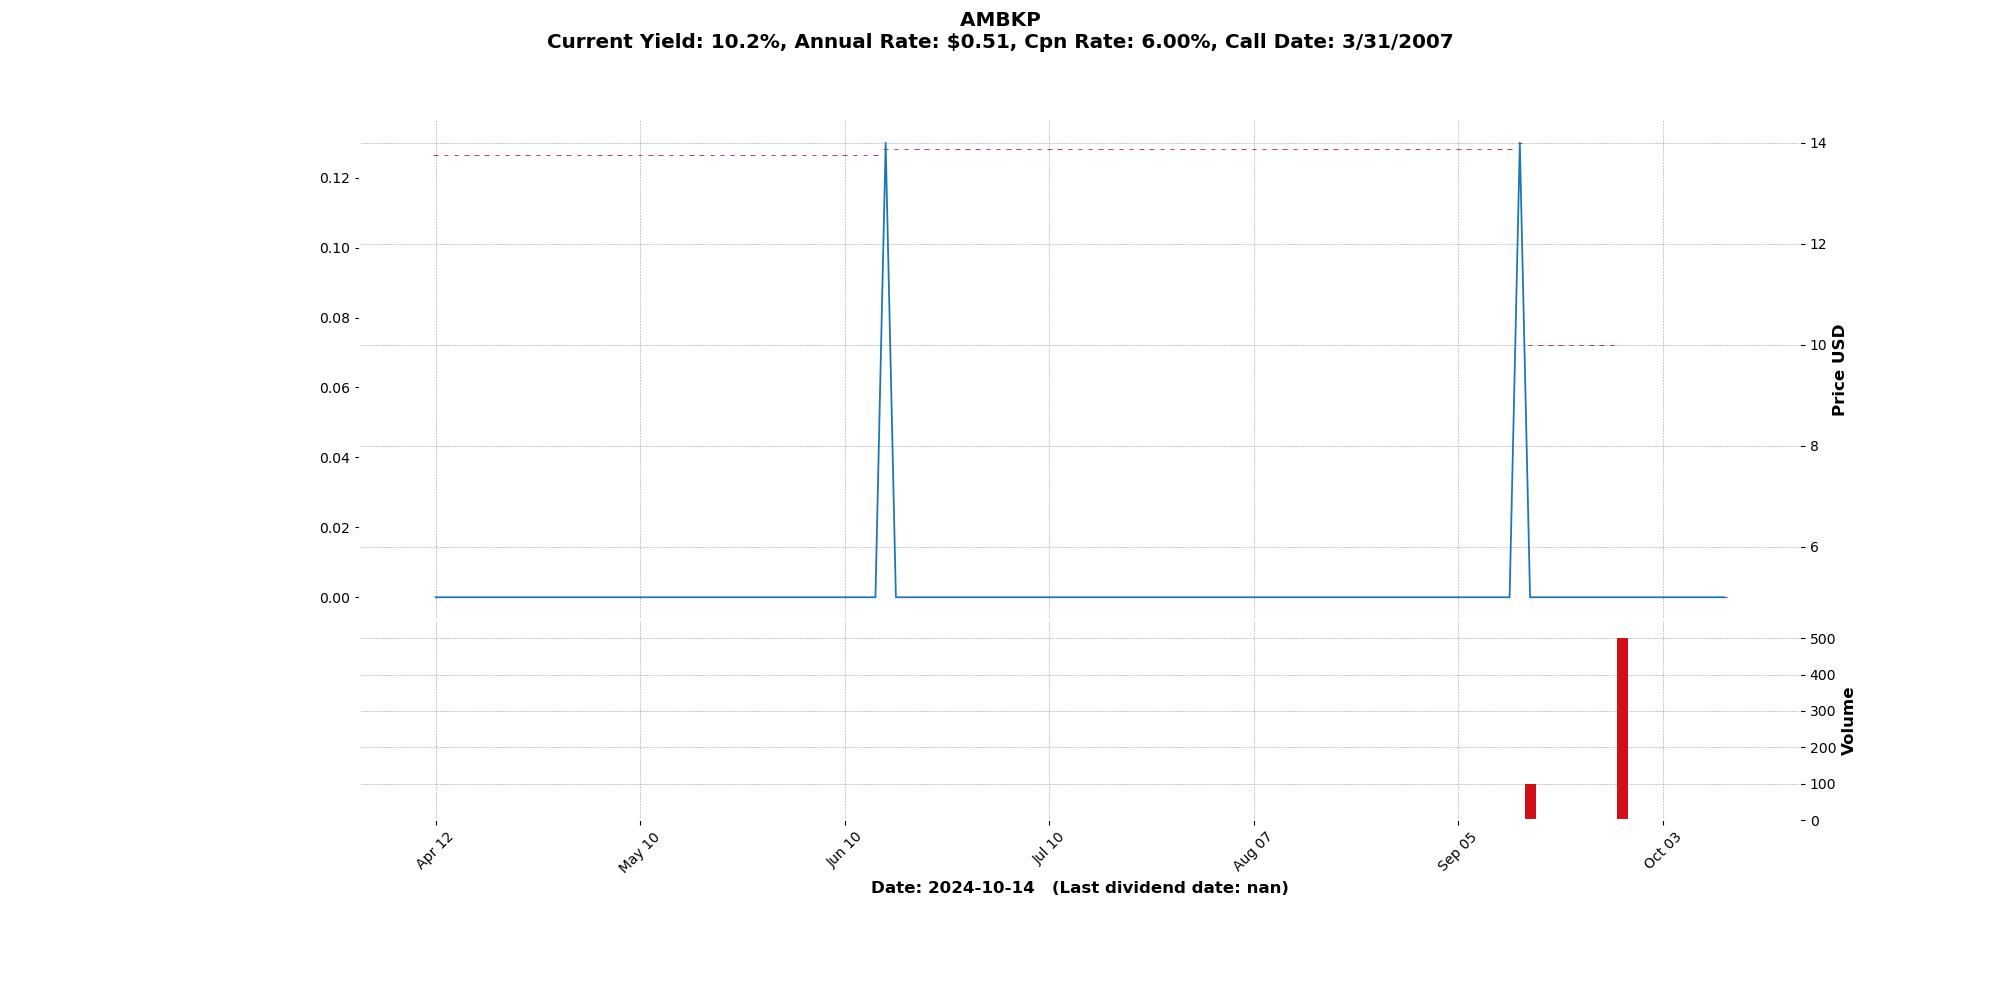 AMBKP
Current Yield: 10.2%, Annual Rate: $0.51, Cpn Rate: 6.00%, Call Date: 3/31/2007
0.12
0.10
0.08
0.06
0.04
0.02
0.00
14
12
10
8
6
Price USD
500
400
300
200
100
0
Volume
Apr 12
May 10
Jun 10
Jul 10
Aug 07
Sep 05
Oct 03
Date: 2024-10-14 (Last dividend date: nan)